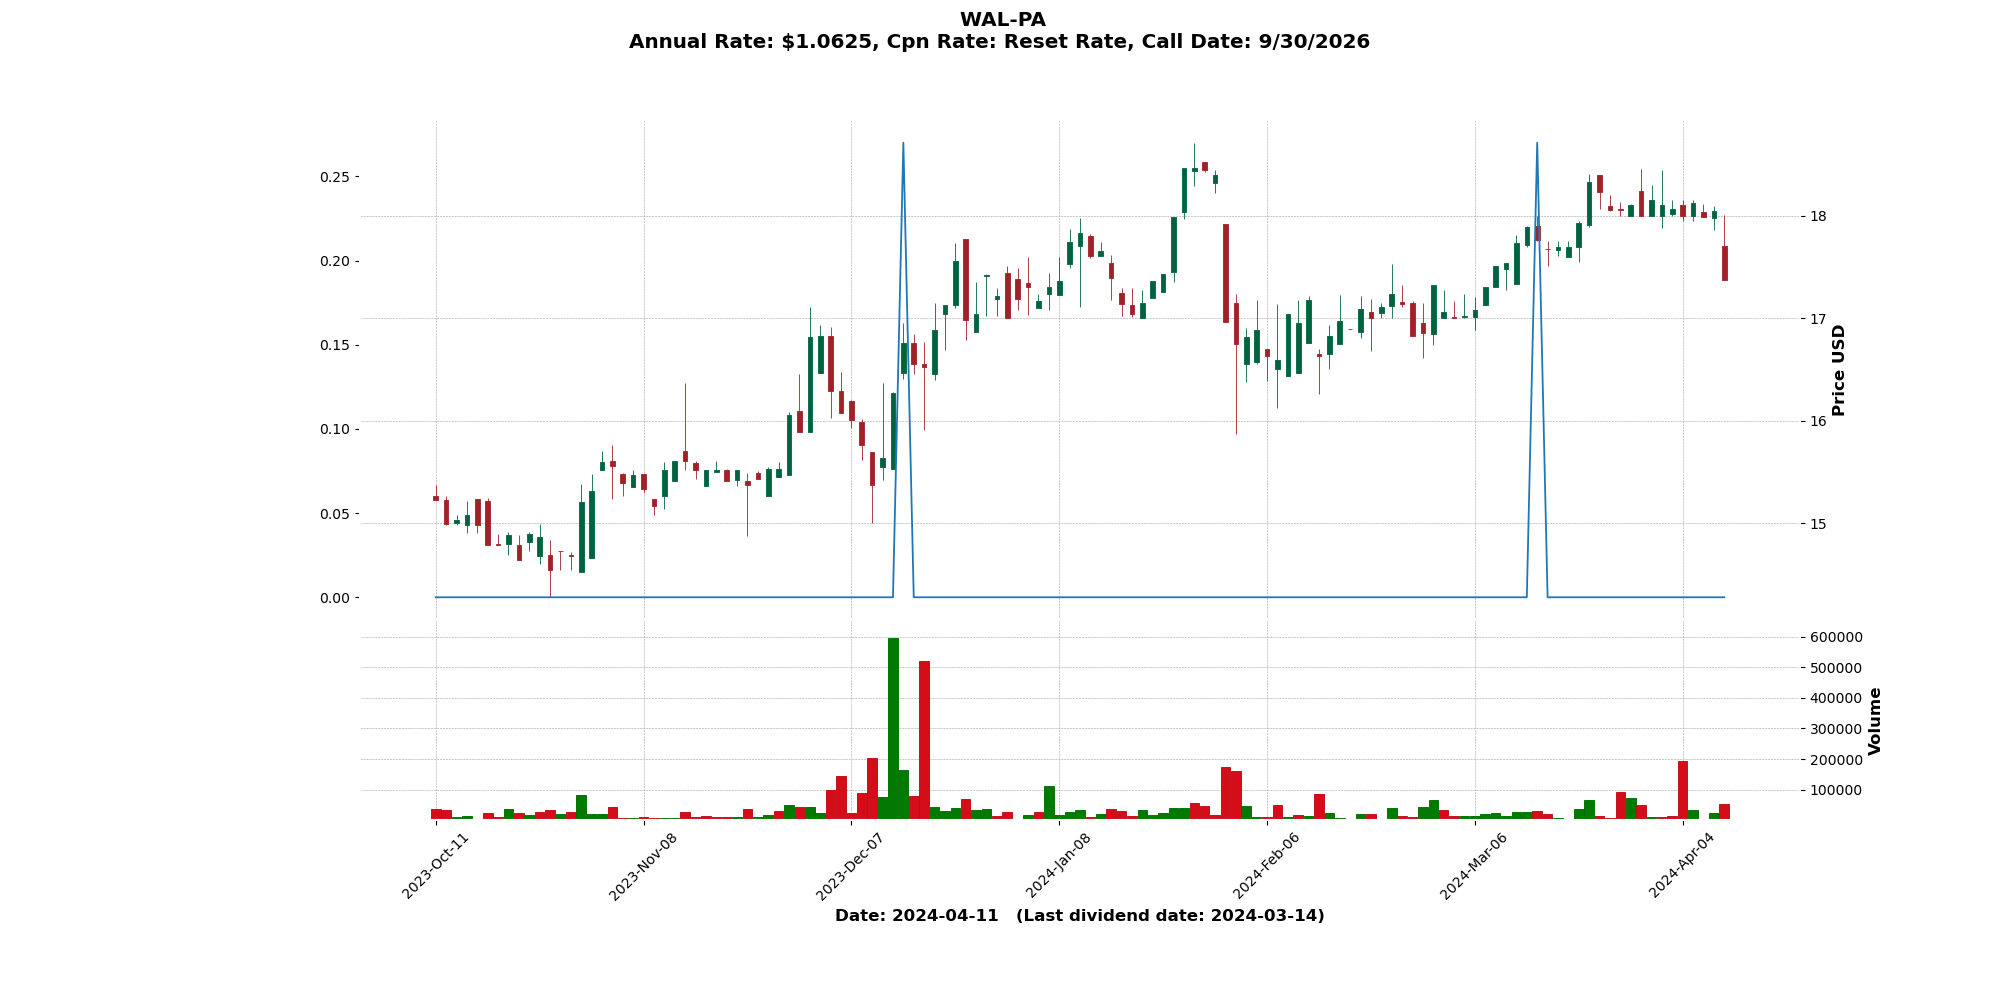 WAL-PA
Annual Rate: $1.0625, Cpn Rate: Reset Rate, Call Date: 9/30/2026
0.25
0.20
0.15
0.10
0.05
0.00
18
17
16
15
Price USD
600000
500000
400000
300000
200000
100000
Volume
2023-Oct-11
2023-Nov-08
2023-Dec-07
2024-Jan-08
2024-Feb-06
2024-Mar-06
2024-Apr-04
Date: 2024-04-11 (Last dividend date: 2024-03-14)